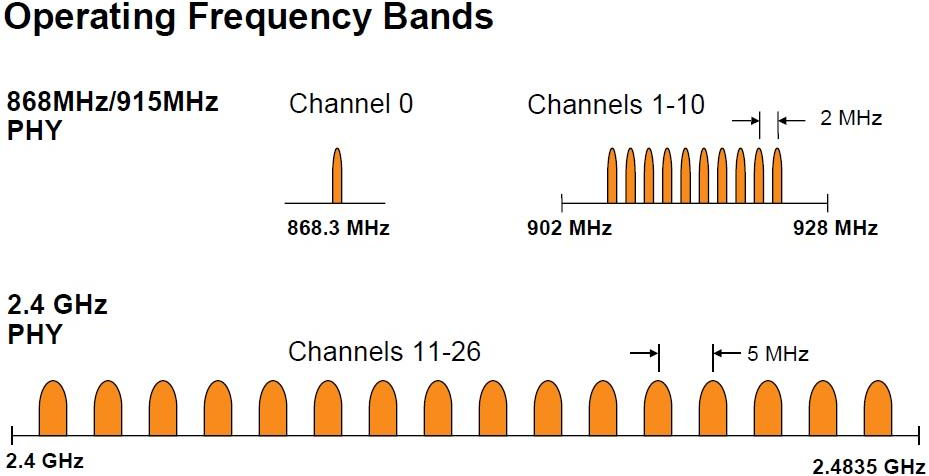 Operating Frequency Bands
868MHz/915MHz
PHY
Channel 0
Channels 1-10
2 MHz
868.3 MHz
902 MHz
928 MHz
2.4 GHz
PHY
Channels 11-26
5 MHz
2.4 GHz
2.4835 GHz